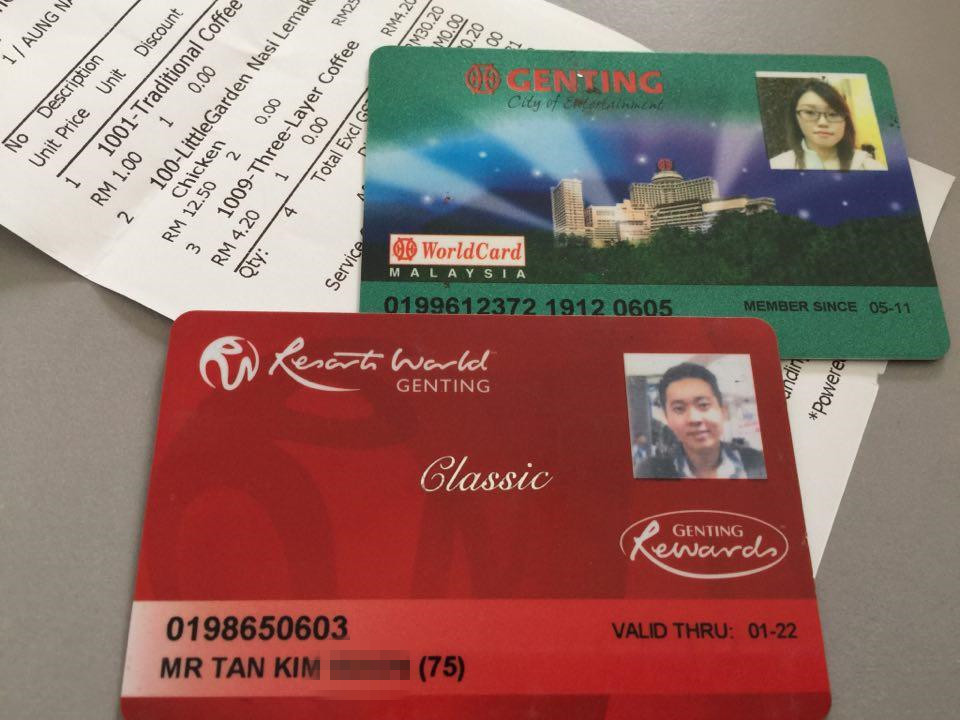 1 / AUNG
No Description
Unit Price Unit Discount
1 1001-Traditional Coffee
RM 1.00 1 0.00
2 100-LittleGarden Nasi Lemak
Chicken
RM 12.50 2 0.00
3 1009-Three-Layer Coffee
RM 4.20 1 0.00
RM4.20
Qty: 4 Total Excl
RM30.20
RM0.00
Service
*Powered
GENTING
City of Entertainment
WorldCard
MALAYSIA
0199612372 1912 0605 MEMBER SINCE 05-11
Resorts World
GENTING
Classic
GENTING
Rewards
0198650603 VALID THRU: 01-22
MR TAN KIM (75)